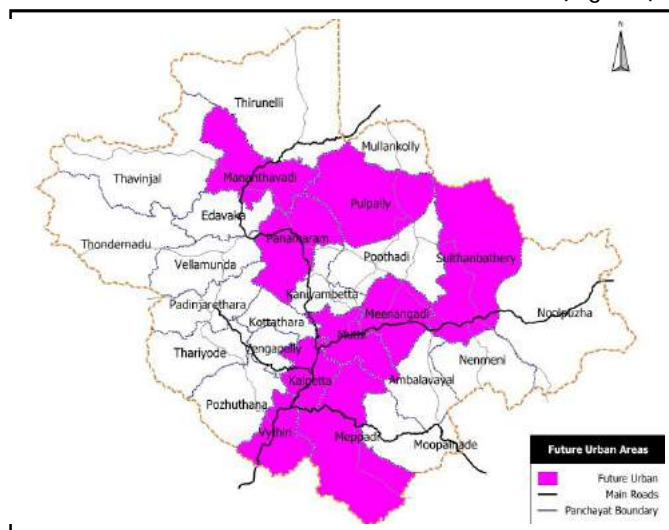 N
Thirunelli
Mullankolly
Thavinjal
Mananthavadi
Pulpally
Edavaka
Sulthanbathery
Thondernadu
Panamaram
Poothadi
Vellamunda
Kaniyambetta
Padinjarethara
Meenangadi
Noolpuzha
Kottathara
Muttil
Thariyode
Vengapally
Nenmeni
Kalpetta
Ambalavayal
Pozhuthana
Vythiri
Meppadi
Moopainade
Future Urban Areas
Future Urban
Main Roads
Panchayat Boundary